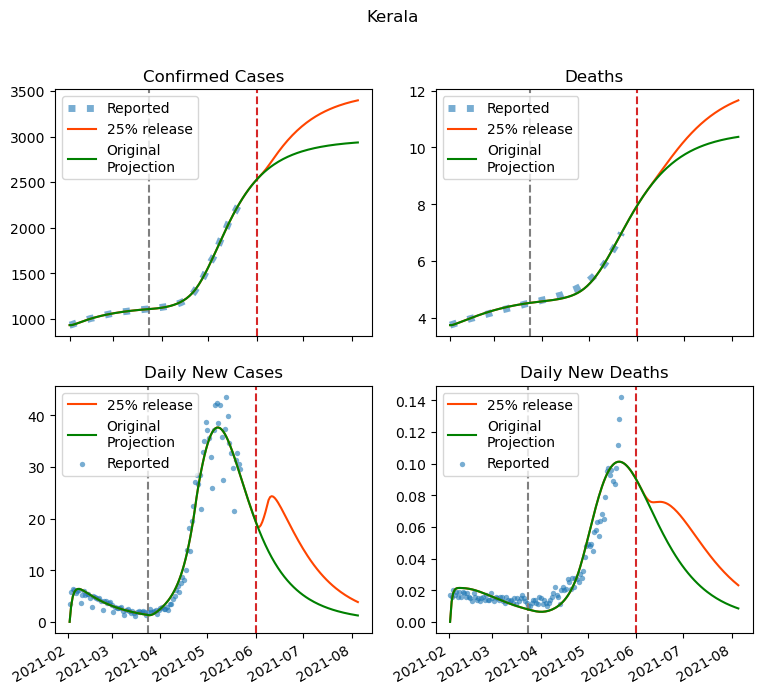 Kerala
Confirmed Cases
3500
3000
2500
2000
1500
1000
Reported
25% release
Original
Projection
Deaths
12
10
8
6
4
Reported
25% release
Original
Projection
Daily New Cases
40
30
20
10
0
25% release
Original
Projection
Reported
2021-02
2021-03
2021-04
2021-05
2021-06
2021-07
2021-08
Daily New Deaths
0.14
0.12
0.10
0.08
0.06
0.04
0.02
0.00
25% release
Original
Projection
Reported
2021-02
2021-03
2021-04
2021-05
2021-06
2021-07
2021-08